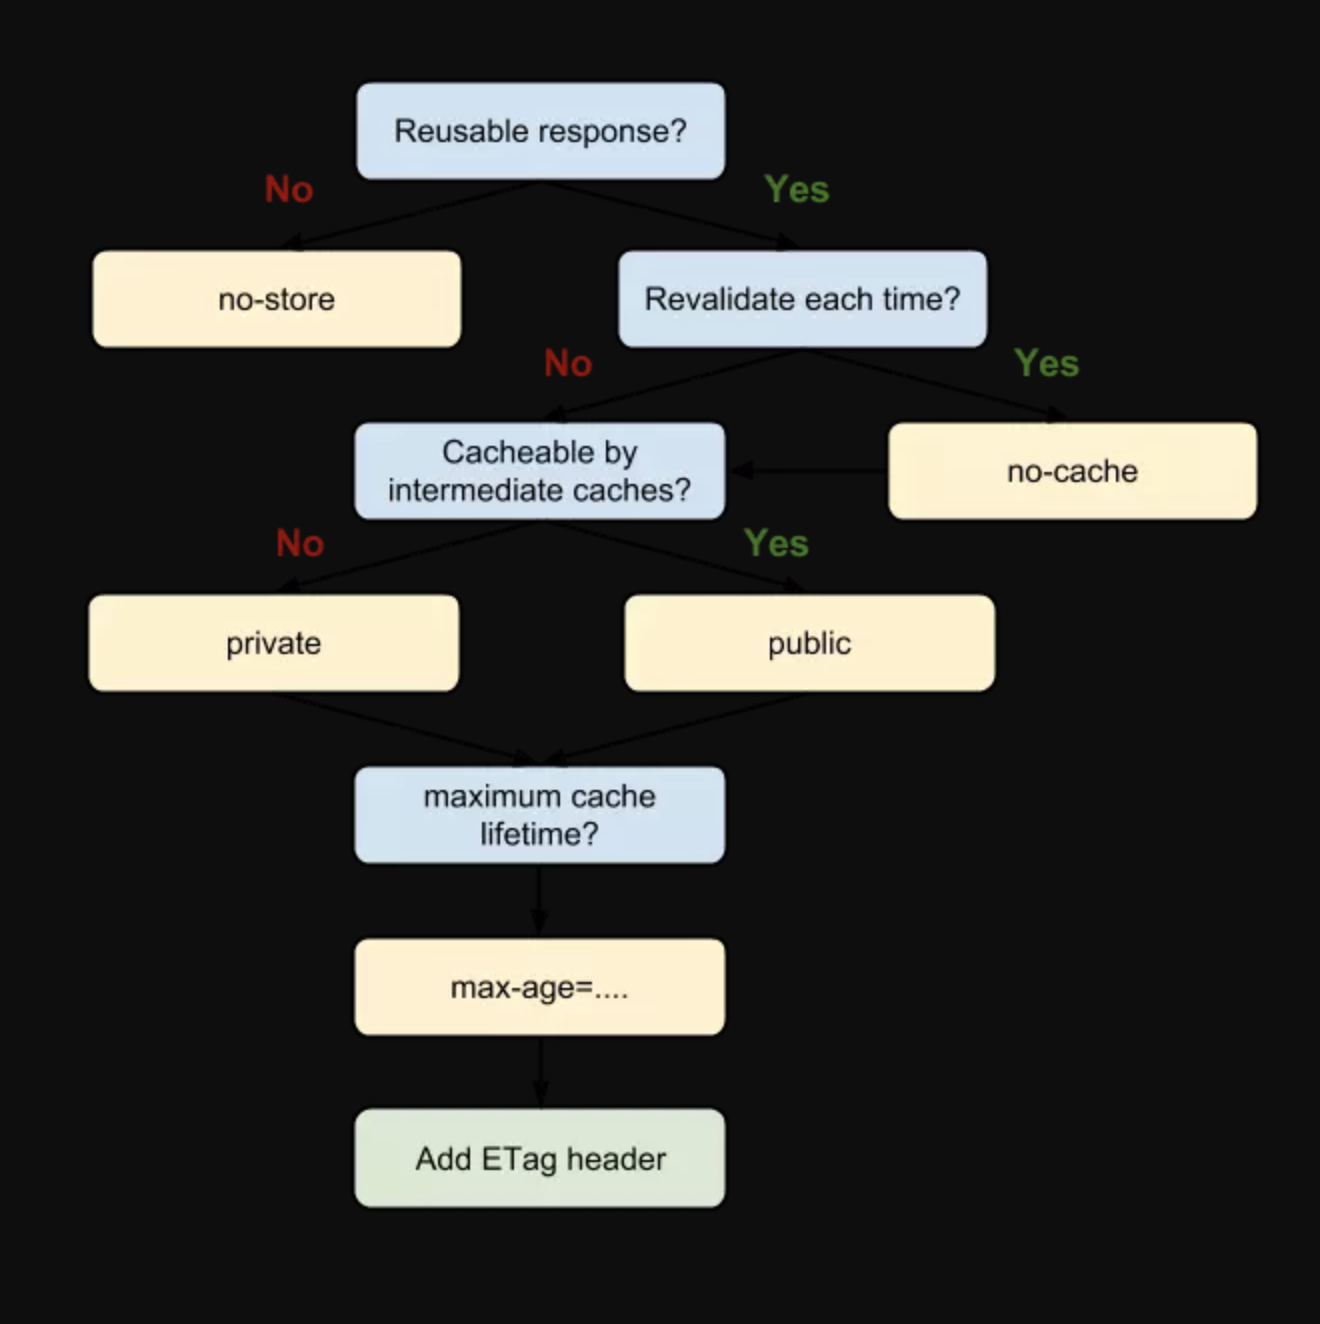 Reusable response?
No
Yes
no-store
Revalidate each time?
No
Yes
Cacheable by
intermediate caches?
no-cache
No
Yes
private
public
maximum cache
lifetime?
max-age=....
Add ETag header